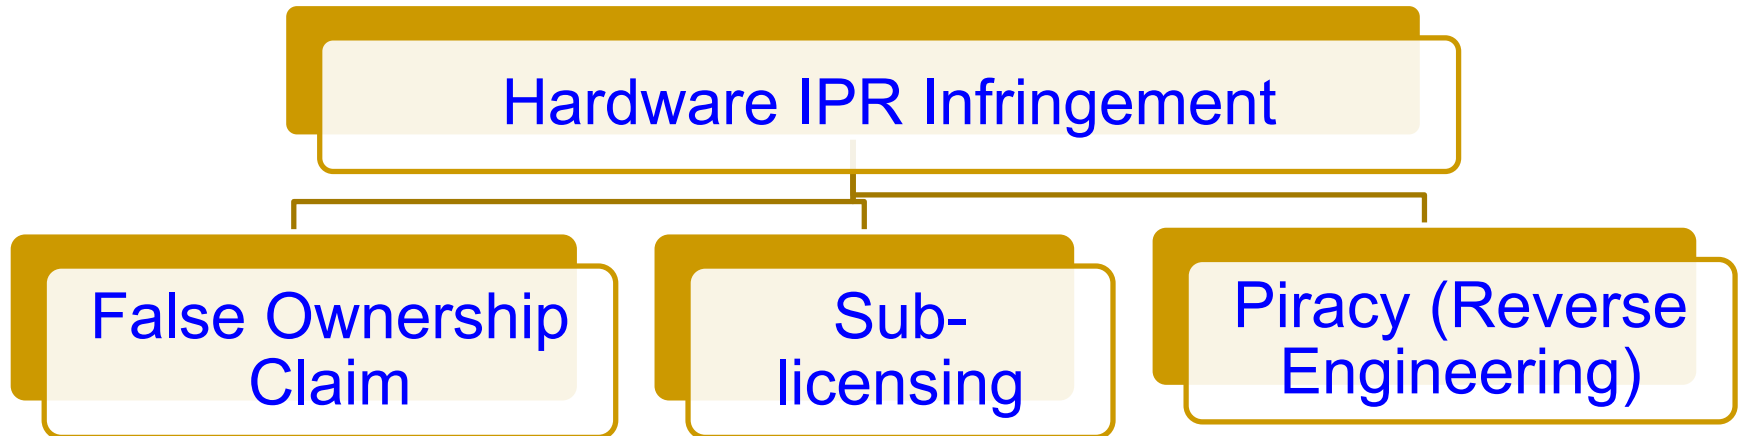 Hardware IPR Infringement
False Ownership
Claim
Sub-
licensing
Piracy (Reverse
Engineering)